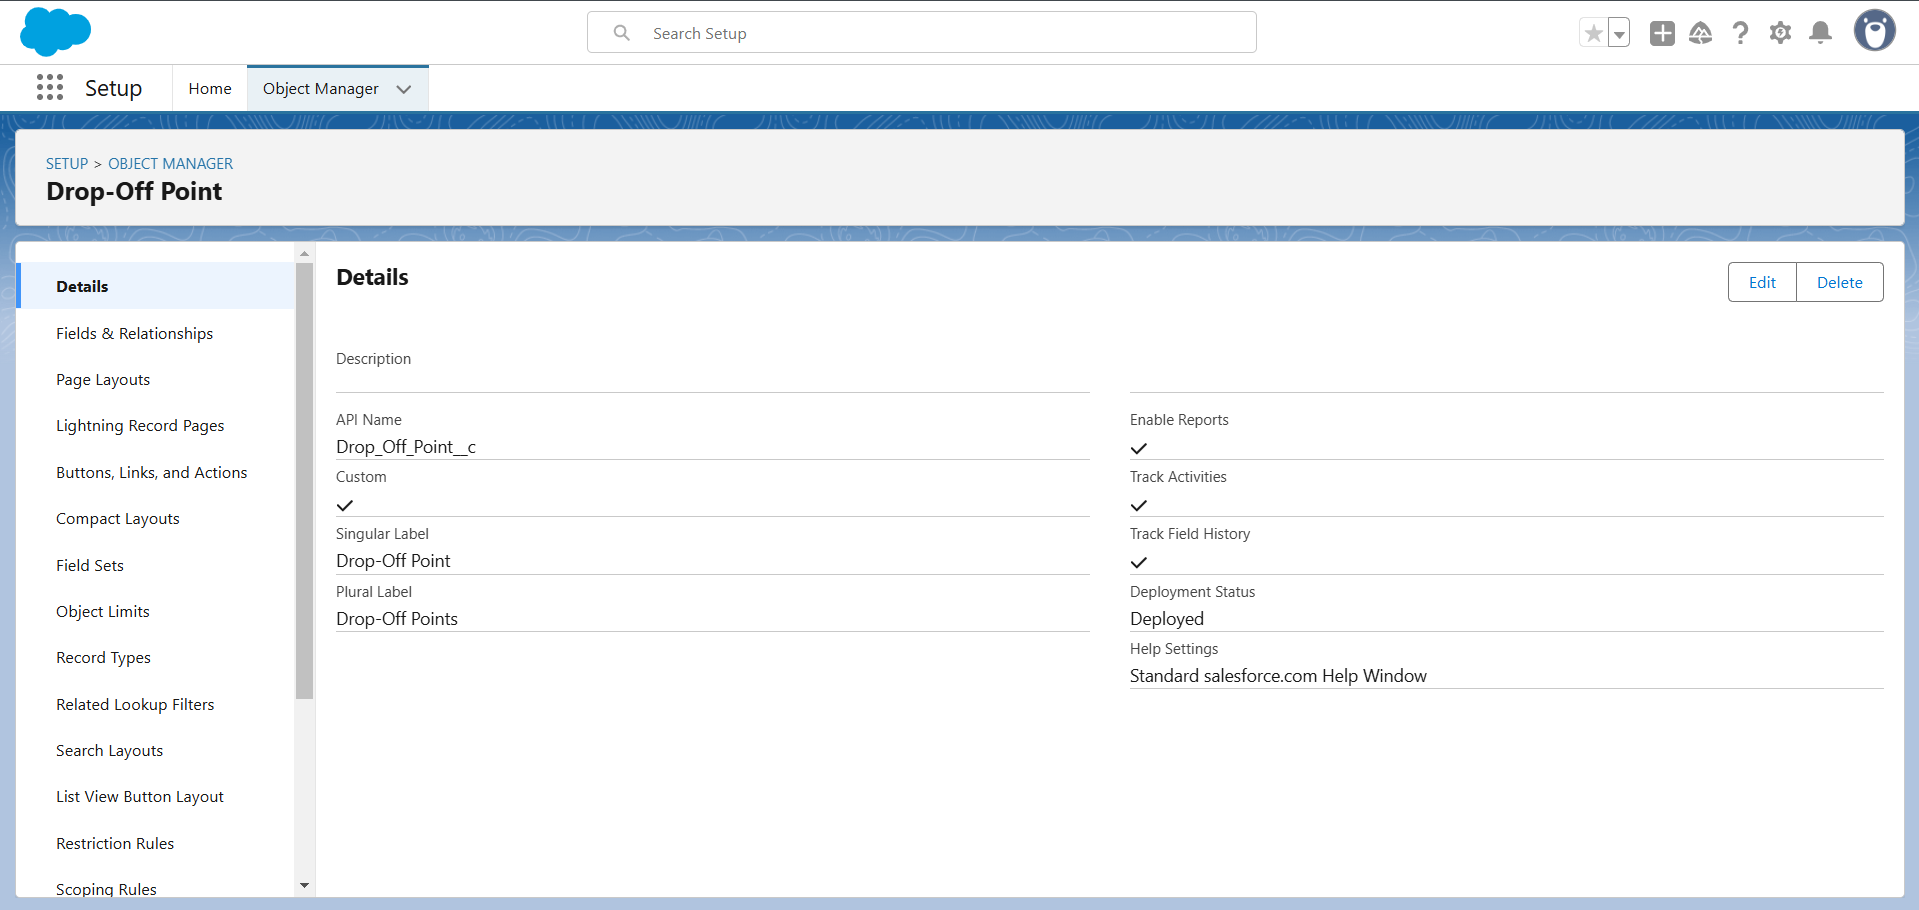 Search Setup
Setup
Home
Object Manager
SETUP > OBJECT MANAGER
Drop-Off Point
Details
Fields & Relationships
Page Layouts
Lightning Record Pages
Buttons, Links, and Actions
Compact Layouts
Field Sets
Object Limits
Record Types
Related Lookup Filters
Search Layouts
List View Button Layout
Restriction Rules
Scoping Rules
Details
Edit
Delete
Description
API Name
Drop_Off_Point__c
Custom
Singular Label
Drop-Off Point
Plural Label
Drop-Off Points
Enable Reports
Track Activities
Track Field History
Deployment Status
Deployed
Help Settings
Standard salesforce.com Help Window